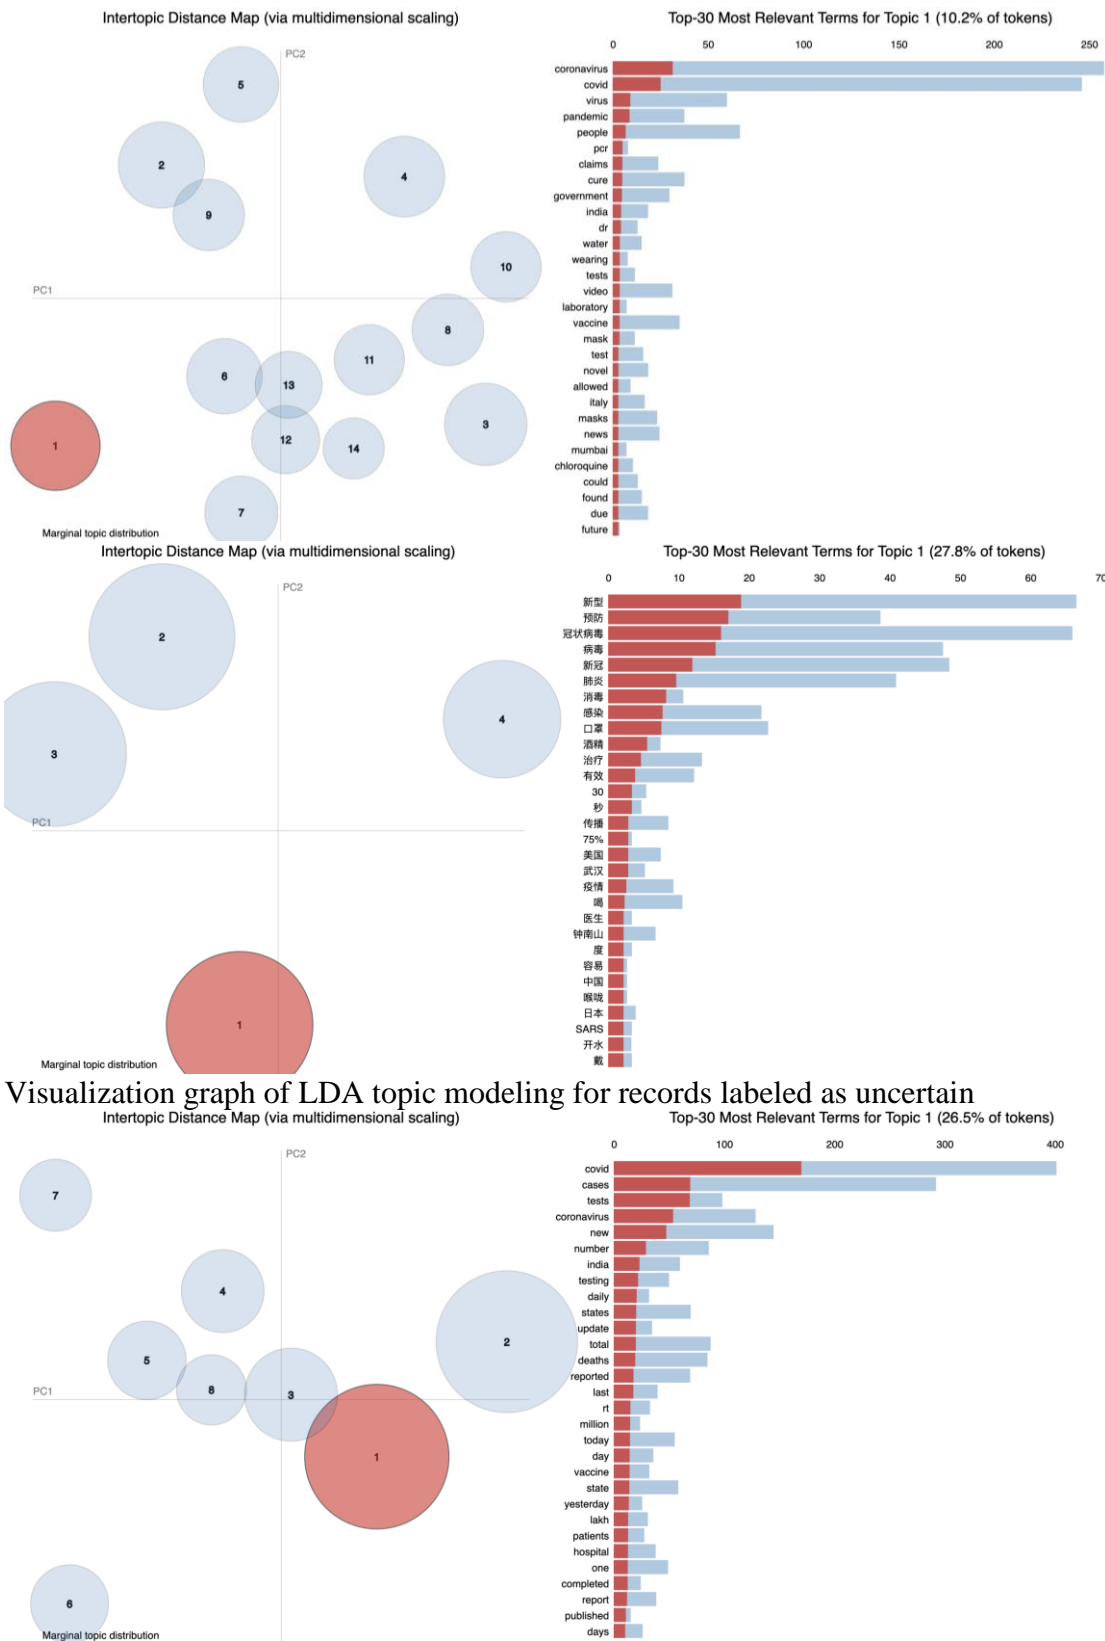 Intertopic Distance Map (via multidimensional scaling)
PC2
5
2
4
9
10
PC1
8
11
6
13
3
12
14
1
7
Marginal topic distribution
Top-30 Most Relevant Terms for Topic 1 (10.2% of tokens)
0 50 100 150 200 250
coronavirus
covid
virus
pandemic
people
pcr
claims
cure
government
india
dr
water
wearing
tests
video
laboratory
vaccine
mask
test
novel
allowed
italy
masks
news
mumbai
chloroquine
could
found
due
future
Intertopic Distance Map (via multidimensional scaling)
PC2
2
4
3
PC1
1
Marginal topic distribution
Top-30 Most Relevant Terms for Topic 1 (27.8% of tokens)
0 10 20 30 40 50 60 70
新型
预防
冠状病毒
病毒
新冠
肺炎
消毒
感染
口罩
酒精
治疗
有效
30
秒
传播
75%
美国
武汉
疫情
喝
医生
钟南山
度
容易
中国
喉咙
日本
SARS
开水
戴
Visualization graph of LDA topic modeling for records labeled as uncertain
Intertopic Distance Map (via multidimensional scaling)
PC2
7
4
2
5
8
3
PC1
1
6
Marginal topic distribution
Top-30 Most Relevant Terms for Topic 1 (26.5% of tokens)
0 100 200 300 400
covid
cases
tests
coronavirus
new
number
india
testing
daily
states
update
total
deaths
reported
last
rt
million
today
day
vaccine
state
yesterday
lakh
patients
hospital
one
completed
report
published
days